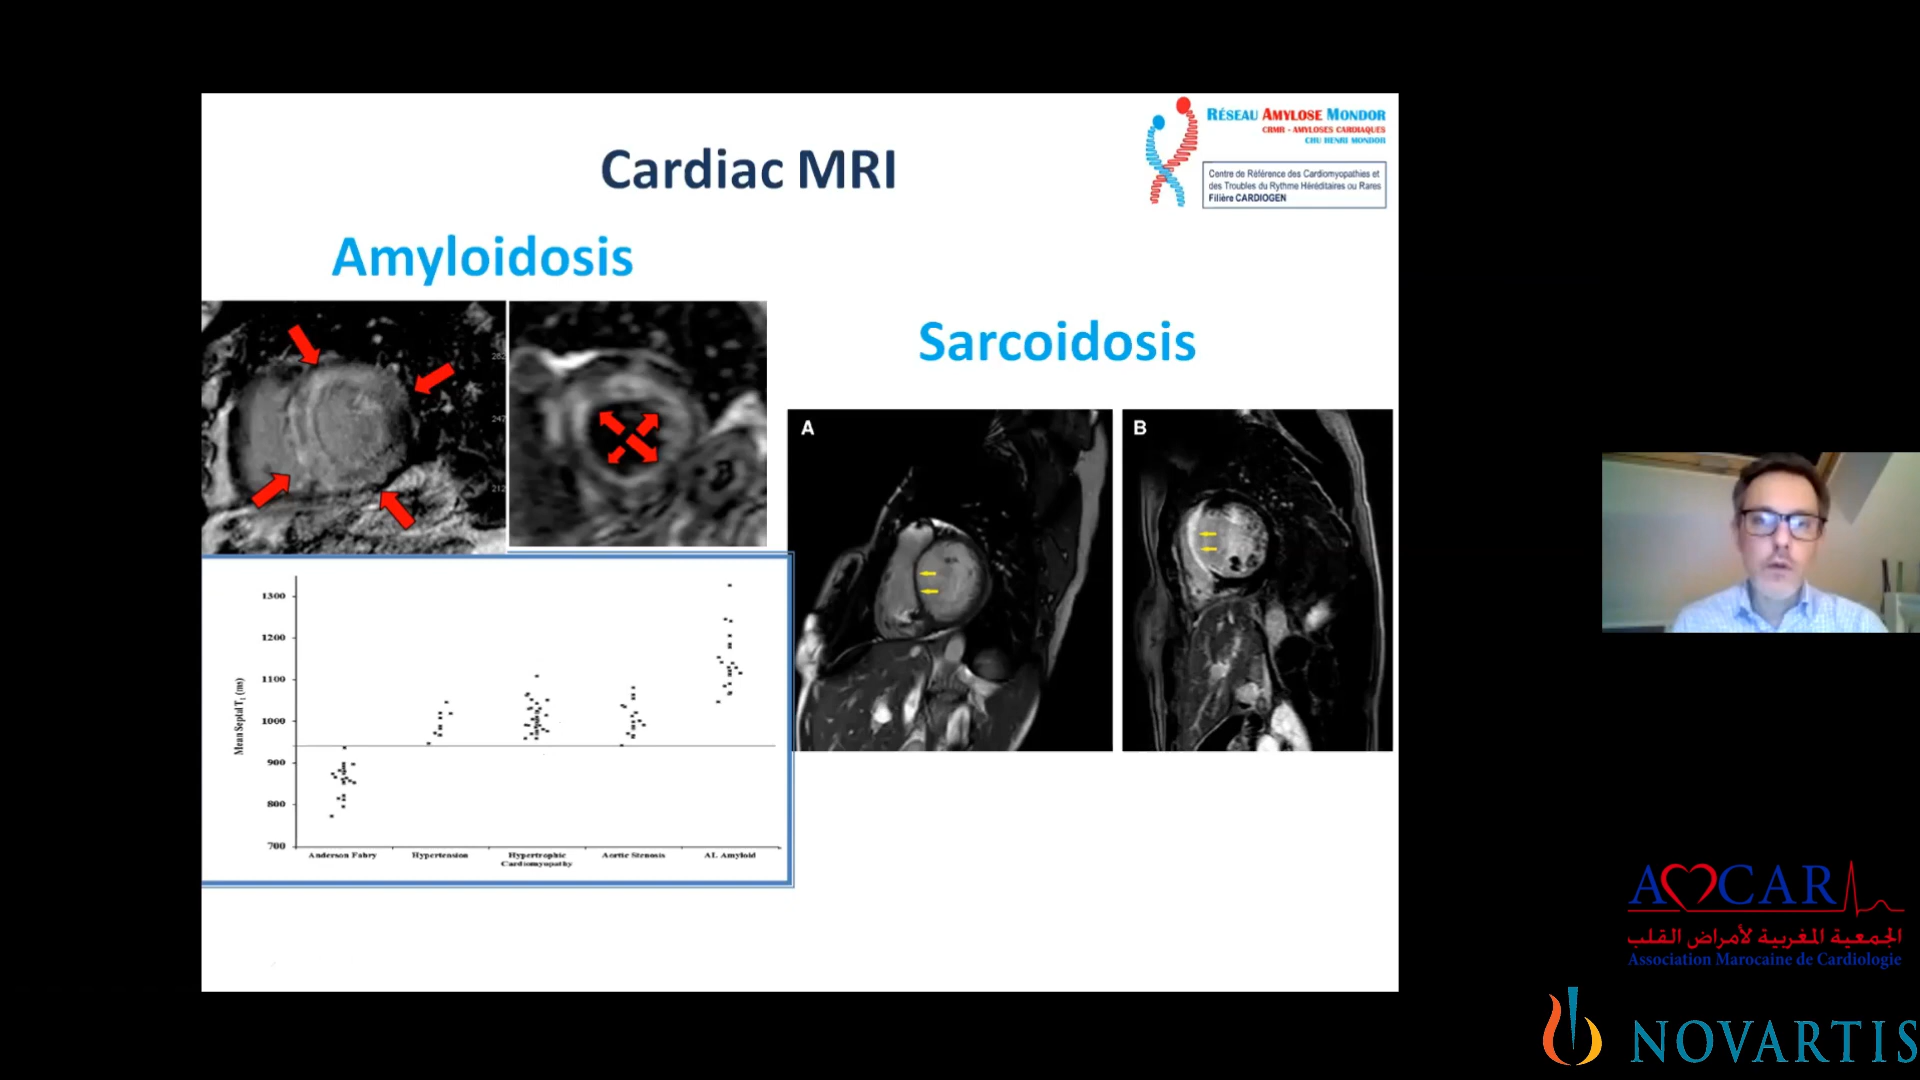 Cardiac MRI
RÉSEAU AMYLOSE MONDOR
CRMR - AMYLOSES CARDIAQUES
CHU HENRI MONDOR
Centre de Référence des Cardiomyopathies et
des Troubles du Rythme Héréditaires ou Rares
Filière CARDIOGEN
Amyloidosis
Sarcoidosis
282
247
212
A
B
Mean Septal T1 (ms)
1300
1200
1100
1000
900
800
700
Anderson Fabry
Hypertension
Hypertrophic
Cardiomyopathy
Aortic Stenosis
AL Amyloid
AMCAR
الجمعية المغربية لأمراض القلب
Association Marocaine de Cardiologie
NOVARTIS